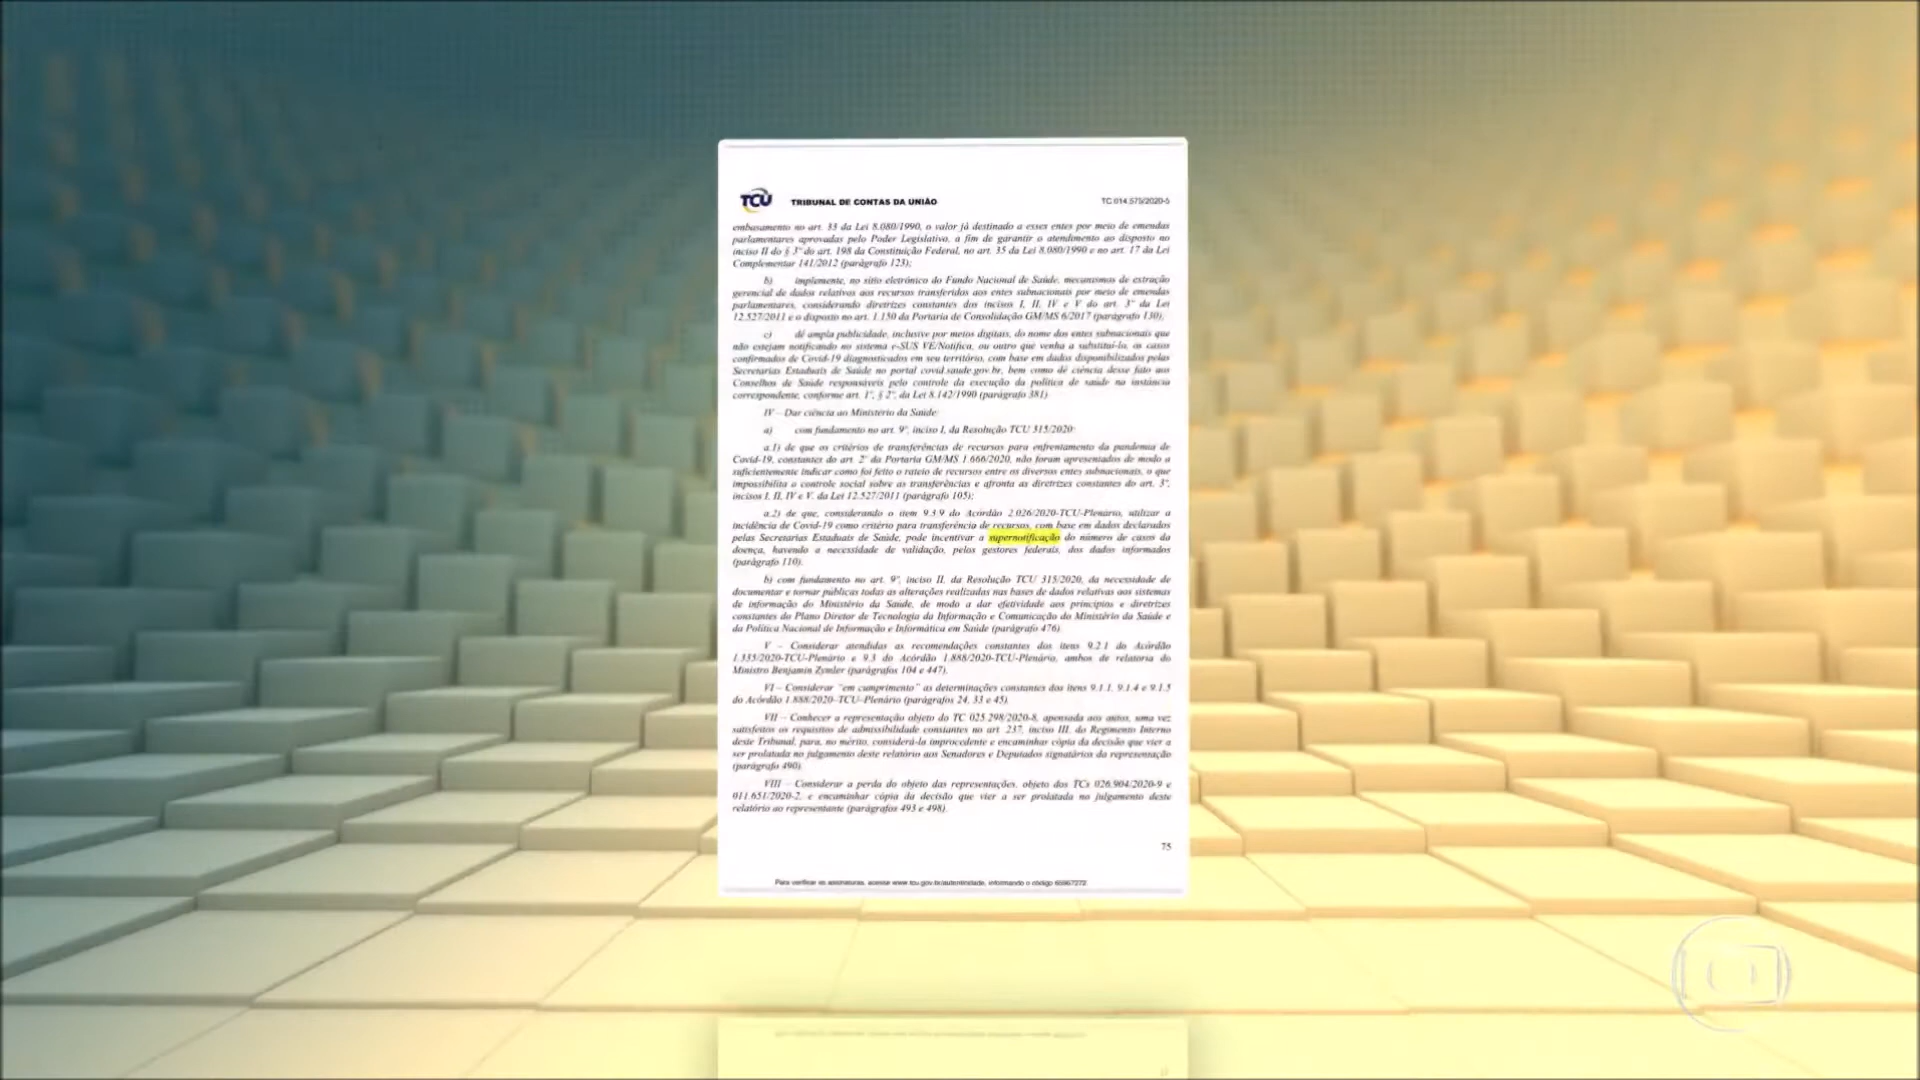 TCU TRIBUNAL DE CONTAS DA UNIÃO TC 014.575/2020-5
embasamento no art. 33 da Lei 8.080/1990, o valor já destinado a esses entes por meio de emendas
parlamentares aprovadas pelo Poder Legislativo, a fim de garantir o atendimento ao disposto no
inciso II do § 3º do art. 198 da Constituição Federal, no art. 35 da Lei 8.080/1990 e no art. 17 da Lei
Complementar 141/2012 (parágrafo 123);
b) implemente, no sítio eletrônico do Fundo Nacional de Saúde, mecanismos de extração
gerencial de dados relativos aos recursos transferidos aos entes subnacionais por meio de emendas
parlamentares, considerando diretrizes constantes dos incisos I, II, IV e V do art. 3º da Lei
12.527/2011 e o disposto no art. 1.150 da Portaria de Consolidação GM/MS 6/2017 (parágrafo 130);
c) dê ampla publicidade, inclusive por meios digitais, do nome dos entes subnacionais que
não estejam notificando no sistema e-SUS VE/Notifica, ou outro que venha a substituí-lo, os casos
confirmados de Covid-19 diagnosticados em seu território, com base em dados disponibilizados pelas
Secretarias Estaduais de Saúde no portal covid.saude.gov.br, bem como dê ciência desse fato aos
Conselhos de Saúde responsáveis pelo controle da execução da política de saúde na instância
correspondente, conforme art. 1º, § 2º, da Lei 8.142/1990 (parágrafo 381)
IV – Dar ciência ao Ministério da Saúde:
a) com fundamento no art. 9º, inciso I, da Resolução TCU 315/2020:
a.1) de que os critérios de transferências de recursos para enfrentamento da pandemia de
Covid-19, constantes do art. 2º da Portaria GM/MS 1.666/2020, não foram apresentados de modo a
suficientemente indicar como foi feito o rateio de recursos entre os diversos entes subnacionais, o que
impossibilita o controle social sobre as transferências e afronta as diretrizes constantes do art. 3º,
incisos I, II, IV e V, da Lei 12.527/2011 (parágrafo 105);
a.2) de que, considerando o item 9.3.9 do Acórdão 2.026/2020-TCU-Plenário, utilizar a
incidência de Covid-19 como critério para transferência de recursos, com base em dados declarados
pelas Secretarias Estaduais de Saúde, pode incentivar a supernotificação do número de casos da
doença, havendo a necessidade de validação, pelos gestores federais, dos dados informados
(parágrafo 110).
b) com fundamento no art. 9º, inciso II, da Resolução TCU 315/2020, da necessidade de
documentar e tornar públicas todas as alterações realizadas nas bases de dados relativas aos sistemas
de informação do Ministério da Saúde, de modo a dar efetividade aos princípios e diretrizes
constantes do Plano Diretor de Tecnologia da Informação e Comunicação do Ministério da Saúde e
da Política Nacional de Informação e Informática em Saúde (parágrafo 476).
V – Considerar atendidas as recomendações constantes dos itens 9.2.1 do Acórdão
1.335/2020-TCU-Plenário e 9.3 do Acórdão 1.888/2020-TCU-Plenário, ambos de relatoria do
Ministro Benjamin Zymler (parágrafos 104 e 447).
VI – Considerar "em cumprimento" as determinações constantes dos itens 9.1.1, 9.1.4 e 9.1.5
do Acórdão 1.888/2020–TCU–Plenário (parágrafos 24, 33 e 45).
VII – Conhecer a representação objeto do TC 025.298/2020-8, apensada aos autos, uma vez
satisfeitos os requisitos de admissibilidade constantes no art. 237, inciso III, do Regimento Interno
deste Tribunal, para, no mérito, considerá-la improcedente e encaminhar cópia da decisão que vier a
ser prolatada no julgamento deste relatório aos Senadores e Deputados signatários da representação
(parágrafo 490).
VIII – Considerar a perda do objeto das representações, objeto dos TCs 026.904/2020-9 e
011.651/2020-2, e encaminhar cópia da decisão que vier a ser prolatada no julgamento deste
relatório ao representante (parágrafos 493 e 498).
75
Para verificar as assinaturas, acesse www.tcu.gov.br/autenticidade, informando o código 65967272.